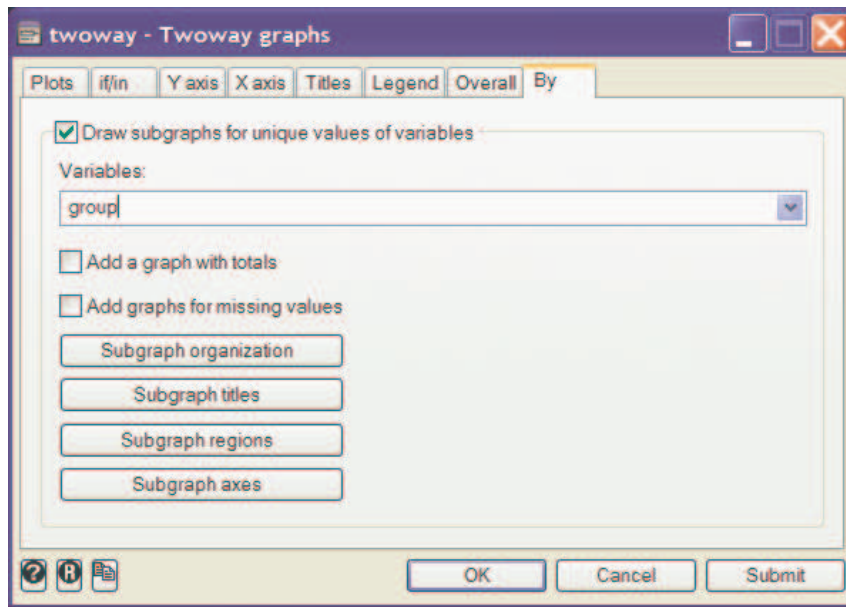 twoway - Twoway graphs
Plots if/in Y axis X axis Titles Legend Overall By
Draw subgraphs for unique values of variables
Variables:
group
Add a graph with totals
Add graphs for missing values
Subgraph organization
Subgraph titles
Subgraph regions
Subgraph axes
? R OK Cancel Submit